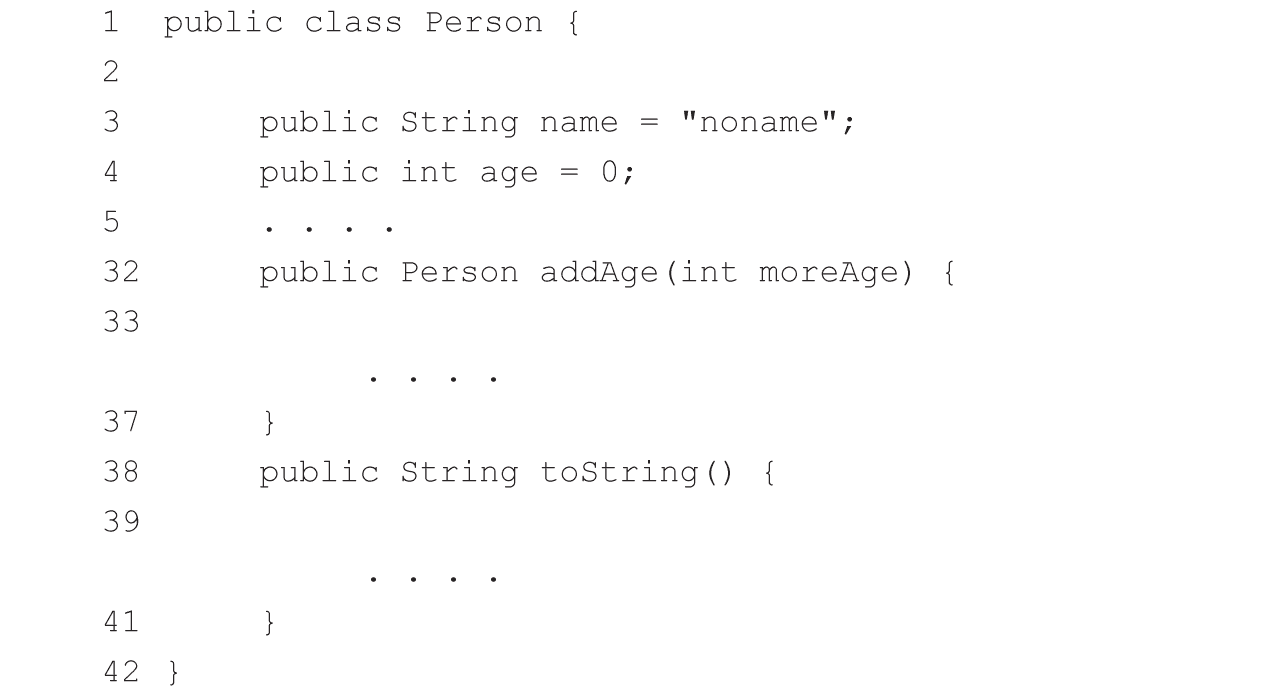 1 public class Person {
2
3 public String name = "noname";
4 public int age = 0;
5 . . . .
32 public Person addAge(int moreAge) {
33
. . . .
37 }
38 public String toString() {
39
. . . .
41 }
42 }